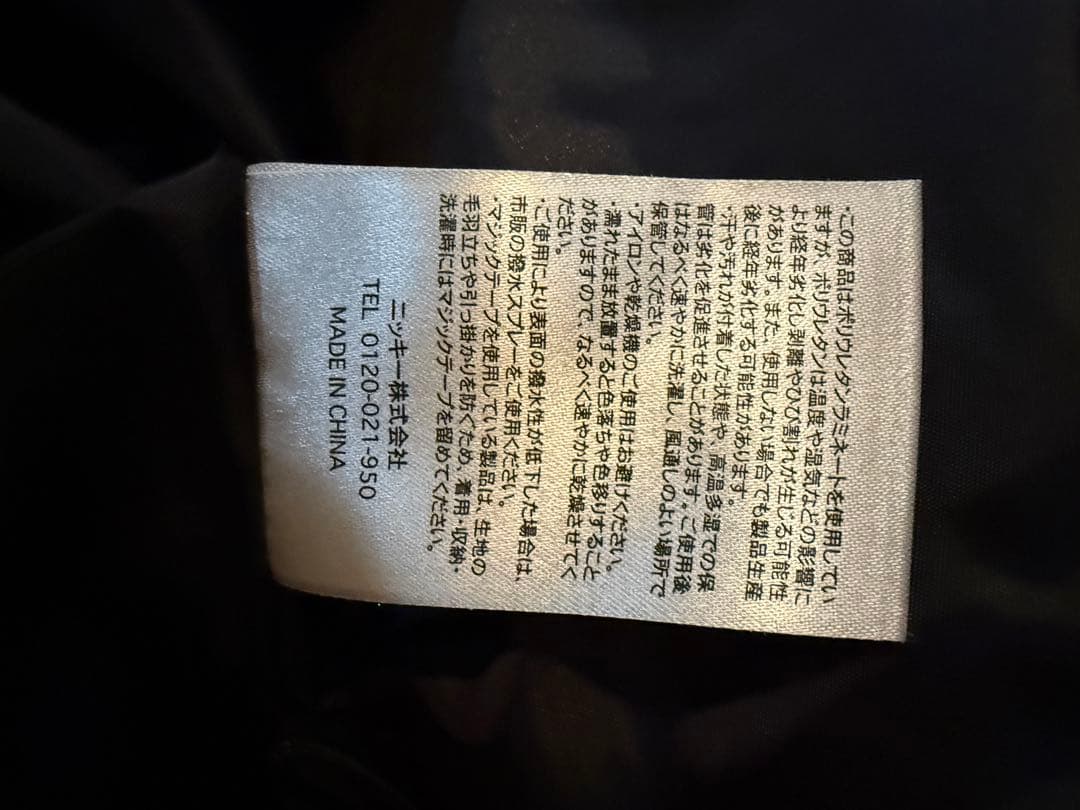 ・この商品はポリウレタンラミネートを使用してい
ますが、ポリウレタンは温度や湿気などの影響に
より経年劣化し剥離やひび割れが生じる可能性
があります。また、使用しない場合でも製品生産
後に経年劣化する可能性があります。
・汗や汚れが付着した状態や、高温多湿での保
管は劣化を促進させることがあります。ご使用後
はなるべく速やかに洗濯し、風通しのよい場所で
保管してください。
・アイロンや乾燥機のご使用はお避けください。
・濡れたまま放置すると色落ちや色移りすること
がありますので、なるべく速やかに乾燥させてく
ださい。
・ご使用により表面の撥水性が低下した場合は、
市販の撥水スプレーをご使用ください。
・マジックテープを使用している製品は、生地の
毛羽立ちや引っ掛かりを防ぐため、着用・収納・
洗濯時にはマジックテープを留めてください。
ニッキー株式会社
TEL 0120-021-950
MADE IN CHINA